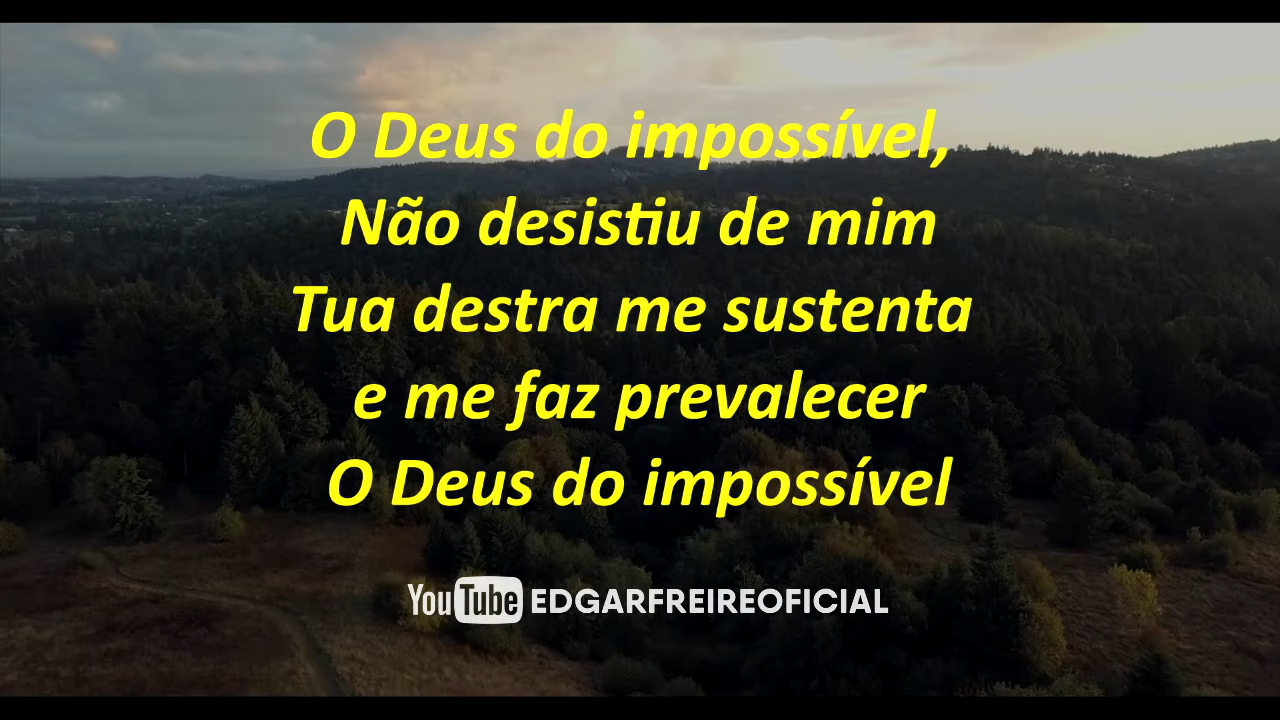 O Deus do impossível,
Não desistiu de mim
Tua destra me sustenta
e me faz prevalecer
O Deus do impossível
YouTube EDGARFREIREOFICIAL